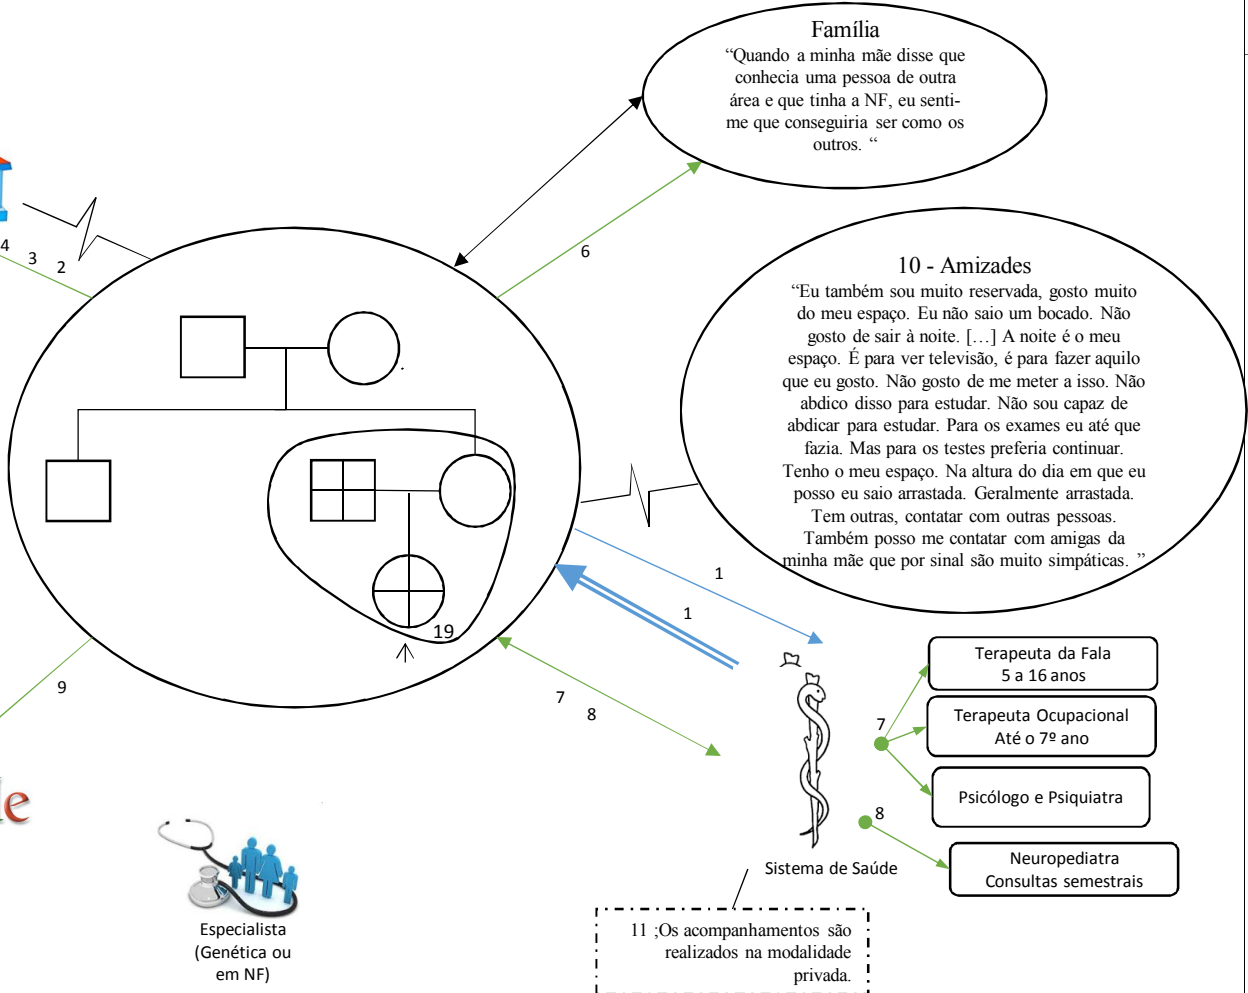 Família
“Quando a minha mãe disse que
conhecia uma pessoa de outra
área e que tinha a NF, eu senti-
me que conseguiria ser como os
outros. “
4
3
2
6
10 - Amizades
“Eu também sou muito reservada, gosto muito
do meu espaço. Eu não saio um bocado. Não
gosto de sair à noite. […] A noite é o meu
espaço. É para ver televisão, é para fazer aquilo
que eu gosto. Não gosto de me meter a isso. Não
abdico disso para estudar. Não sou capaz de
abdicar para estudar. Para os exames eu até que
fazia. Mas para os testes preferia continuar.
Tenho o meu espaço. Na altura do dia em que eu
posso eu saio arrastada. Geralmente arrastada.
Tem outras, contatar com outras pessoas.
Também posso me contatar com amigas da
minha mãe que por sinal são muito simpáticas. ”
1
1
19
9
7
8
Terapeuta da Fala
5 a 16 anos
7
Terapeuta Ocupacional
Até o 7º ano
Psicólogo e Psiquiatra
8
Neuropediatra
Consultas semestrais
Sistema de Saúde
11 ;Os acompanhamentos são
realizados na modalidade
privada.
Especialista
(Genética ou
em NF)